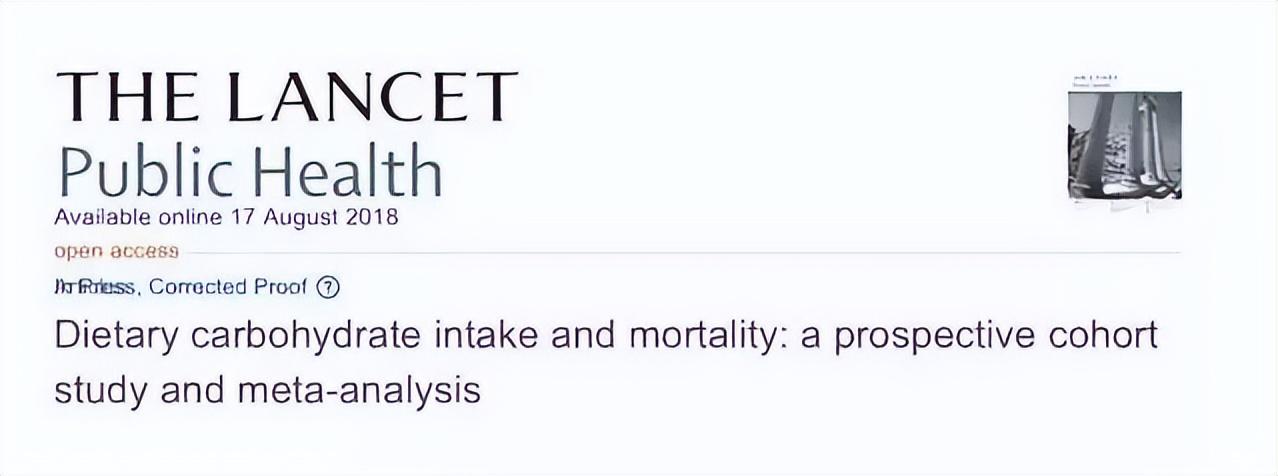 THE LANCET
Public Health
Available online 17 August 2018
open access
Press, Corrected Proof ?
Dietary carbohydrate intake and mortality: a prospective cohort
study and meta-analysis